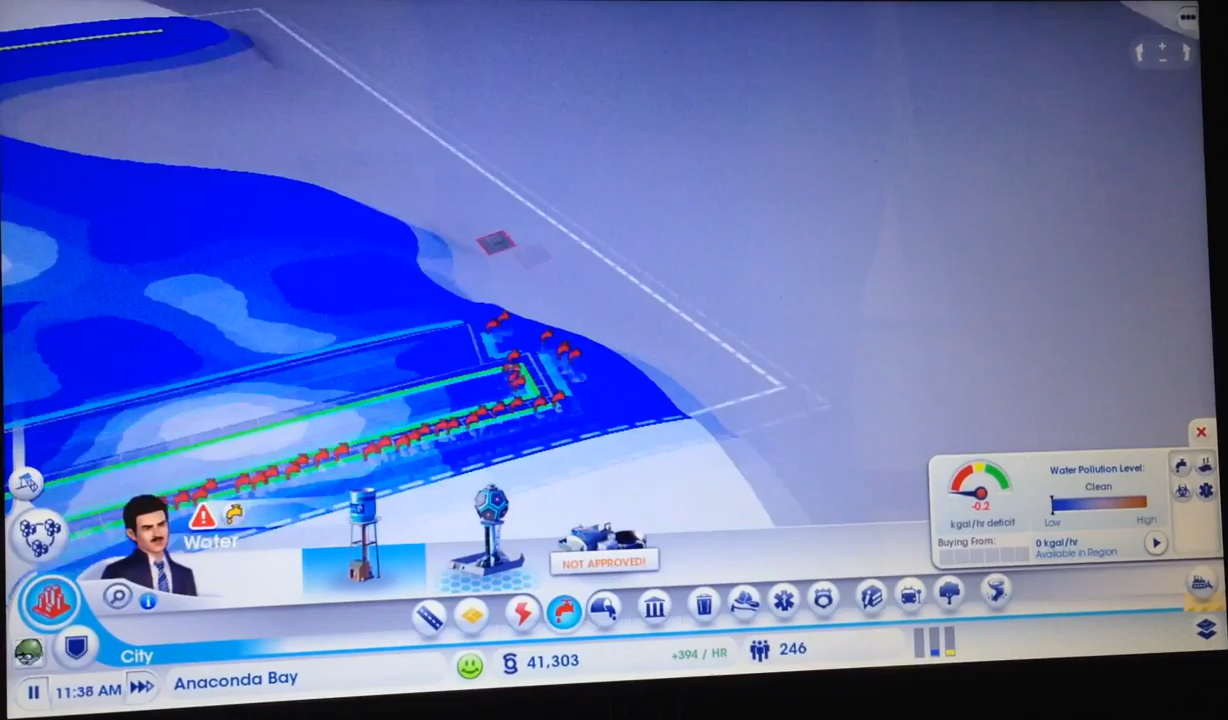 -0.2
kgal/hr deficit
Buying From:
Water Pollution Level:
Clean
Low
High
0 kgal/hr
Available in Region
Water
NOT APPROVED!
City
41,303
+394 / HR
246
11:38 AM
Anaconda Bay